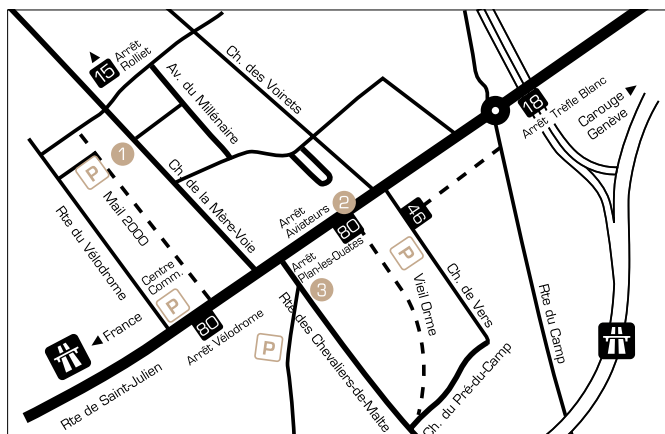 15
Arrêt
Rolliet
Av. du Millénaire
Ch. des Voirets
18
Arrêt Trèfle Blanc
Carouge
Genève
1
P
Mail 2000
Rte du Vélodrome
Ch. de la Mère-Voie
Arrêt
Aviateurs
2
80
46
Arrêt
Plan-les-Ouates
P
Vieil Orme
Ch. de Vers
Rte du Camp
Centre
Comm.
P
3
France
80
Arrêt Vélodrome
P
Rte des Chevaliers-de-Malte
Rte de Saint-Julien
Ch. du Pré-du-Camp